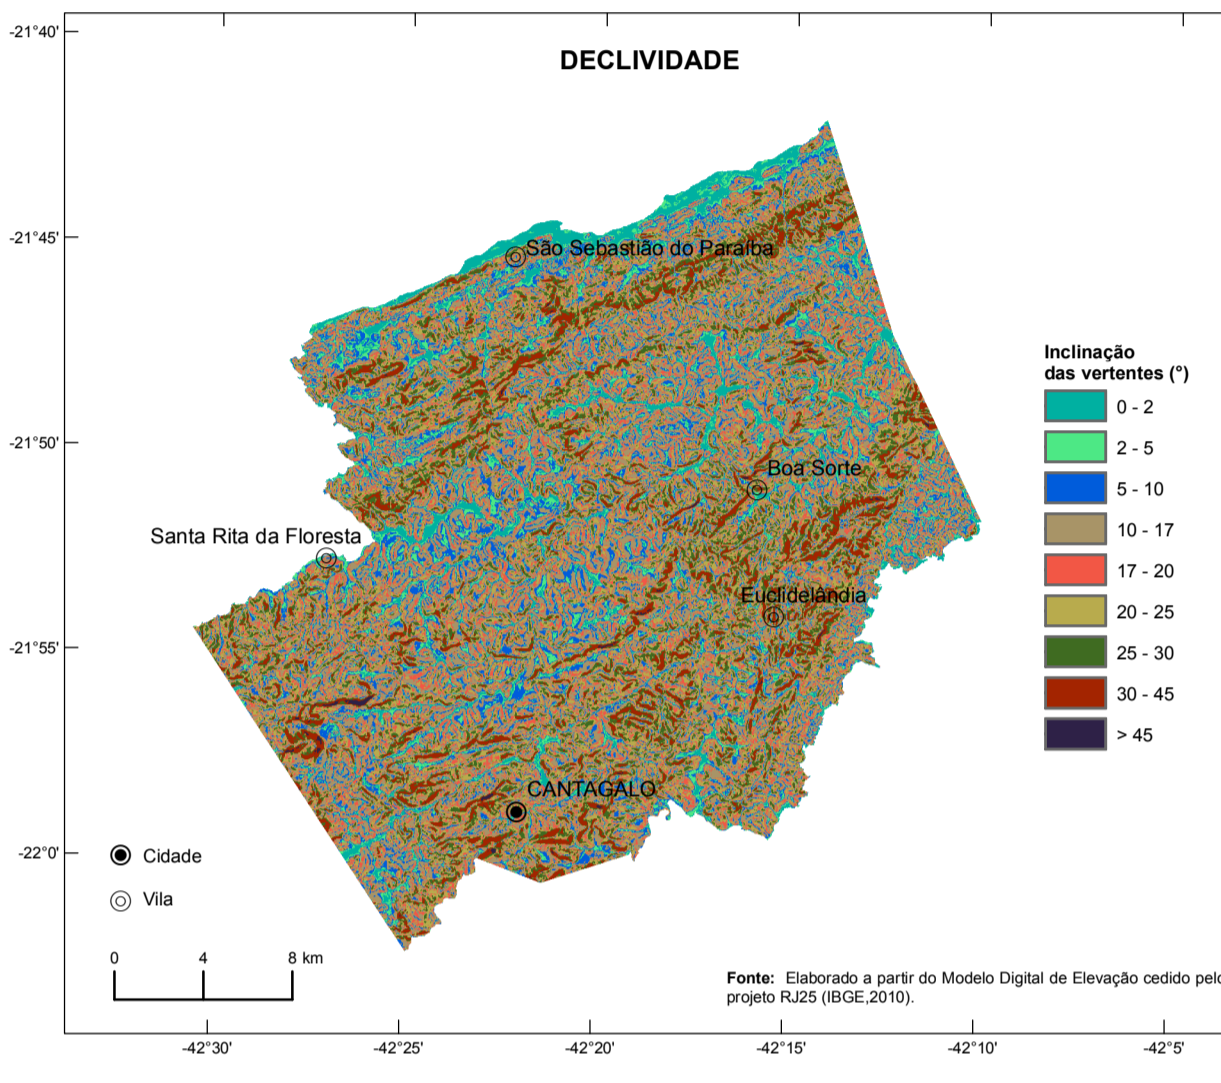 DECLIVIDADE
-21°40'
-21°45'
-21°50'
-21°55'
-22°0'
São Sebastião do Paraíba
Boa Sorte
Santa Rita da Floresta
Euclidelândia
CANTAGALO
Inclinação
das vertentes (°)
0 - 2
2 - 5
5 - 10
10 - 17
17 - 20
20 - 25
25 - 30
30 - 45
> 45
Cidade
Vila
0 4 8 km
Fonte: Elaborado a partir do Modelo Digital de Elevação cedido pelo
projeto RJ25 (IBGE,2010).
-42°30' -42°25' -42°20' -42°15' -42°10' -42°5'